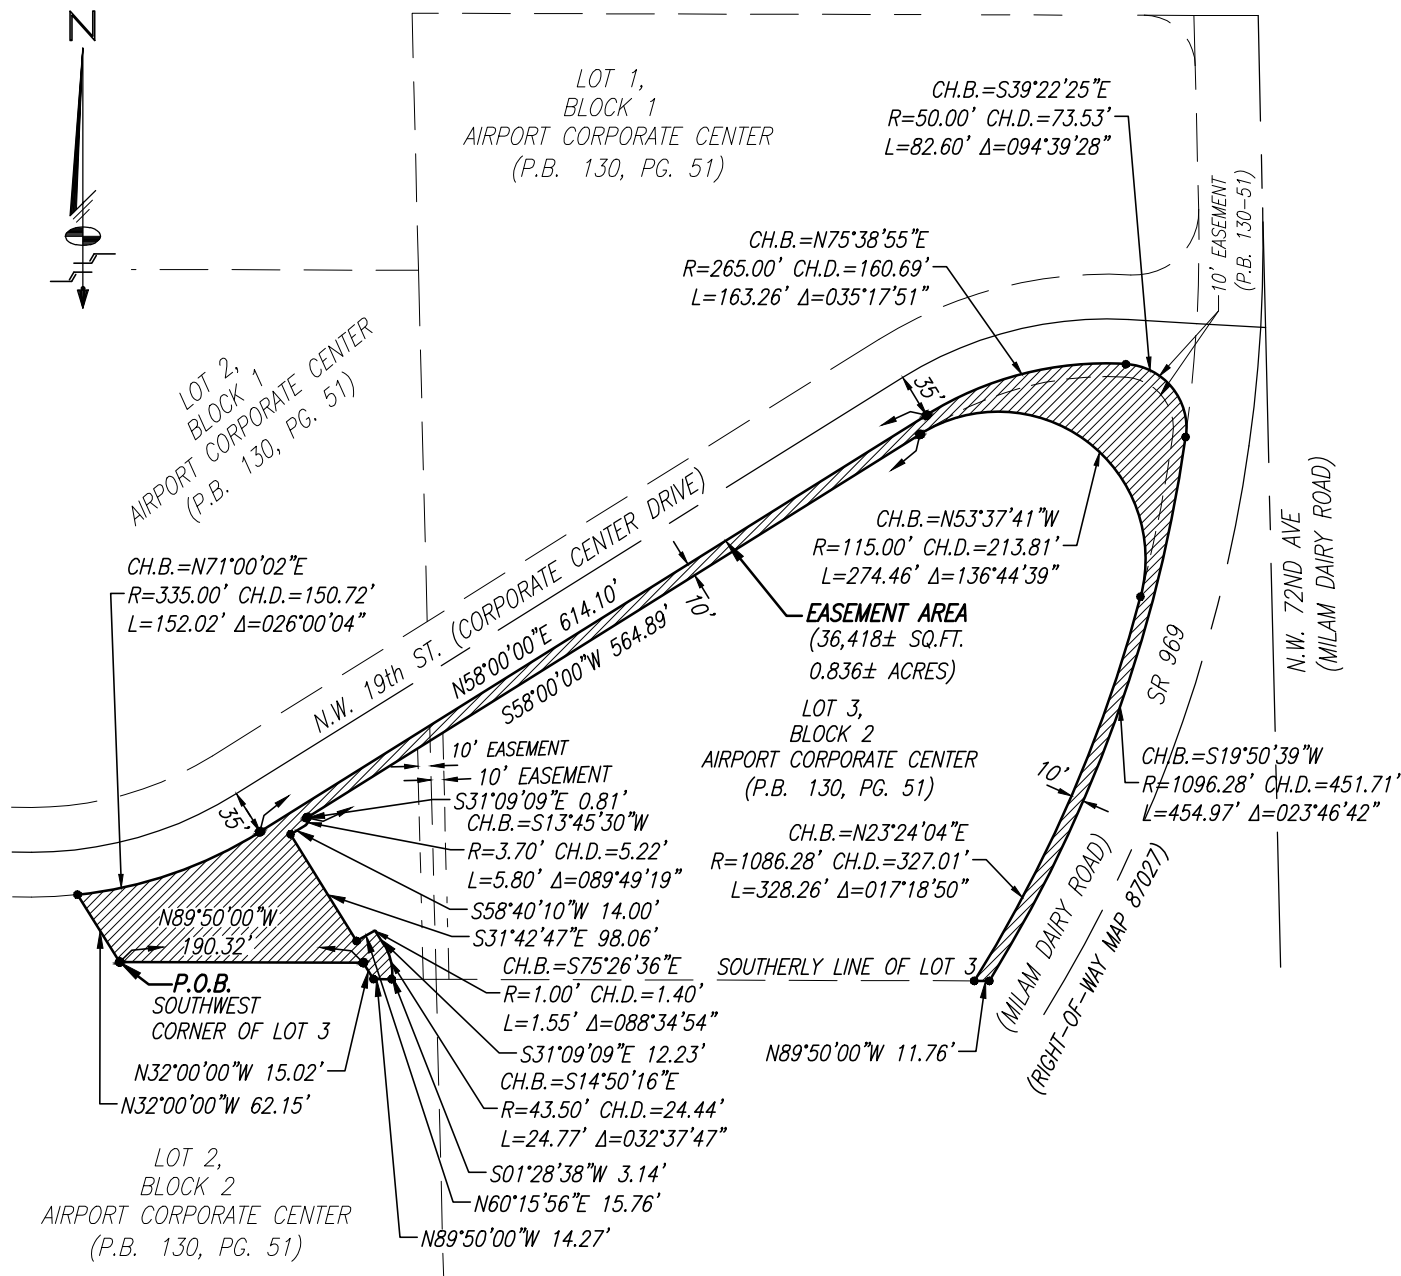 N
LOT 1,
BLOCK 1
AIRPORT CORPORATE CENTER
(P.B. 130, PG. 51)
CH.B.=S39°22'25"E
R=50.00' CH.D.=73.53'
L=82.60' Δ=094°39'28"
10' EASEMENT
(P.B. 130-51)
CH.B.=N75°38'55"E
R=265.00' CH.D.=160.69'
L=163.26' Δ=035°17'51"
LOT 2,
BLOCK 1
AIRPORT CORPORATE CENTER
(P.B. 130, PG. 51)
35'
N.W. 19th ST. (CORPORATE CENTER DRIVE)
CH.B.=N53°37'41"W
R=115.00' CH.D.=213.81'
L=274.46' Δ=136°44'39"
N.W. 72ND AVE
(MILAM DAIRY ROAD)
CH.B.=N71°00'02"E
R=335.00' CH.D.=150.72'
L=152.02' Δ=026°00'04"
N58°00'00"E 614.10'
S58°00'00"W 564.89'
10'
EASEMENT AREA
(36,418± SQ.FT.
0.836± ACRES)
SR 969
LOT 3,
BLOCK 2
AIRPORT CORPORATE CENTER
(P.B. 130, PG. 51)
10' EASEMENT
10' EASEMENT
35'
S31°09'09"E 0.81'
CH.B.=S13°45'30"W
R=3.70' CH.D.=5.22'
L=5.80' Δ=089°49'19"
S58°40'10"W 14.00'
S31°42'47"E 98.06'
10'
CH.B.=S19°50'39"W
R=1096.28' CH.D.=451.71'
L=454.97' Δ=023°46'42"
CH.B.=N23°24'04"E
R=1086.28' CH.D.=327.01'
L=328.26' Δ=017°18'50"
N89°50'00"W
190.32'
P.O.B.
SOUTHWEST
CORNER OF LOT 3
SOUTHERLY LINE OF LOT 3
(MILAM DAIRY ROAD)
(RIGHT-OF-WAY MAP 87027)
CH.B.=S75°26'36"E
R=1.00' CH.D.=1.40'
L=1.55' Δ=088°34'54"
S31°09'09"E 12.23'
N89°50'00"W 11.76'
N32°00'00"W 15.02'
N32°00'00"W 62.15'
CH.B.=S14°50'16"E
R=43.50' CH.D.=24.44'
L=24.77' Δ=032°37'47"
S01°28'38"W 3.14'
N60°15'56"E 15.76'
N89°50'00"W 14.27'
LOT 2,
BLOCK 2
AIRPORT CORPORATE CENTER
(P.B. 130, PG. 51)